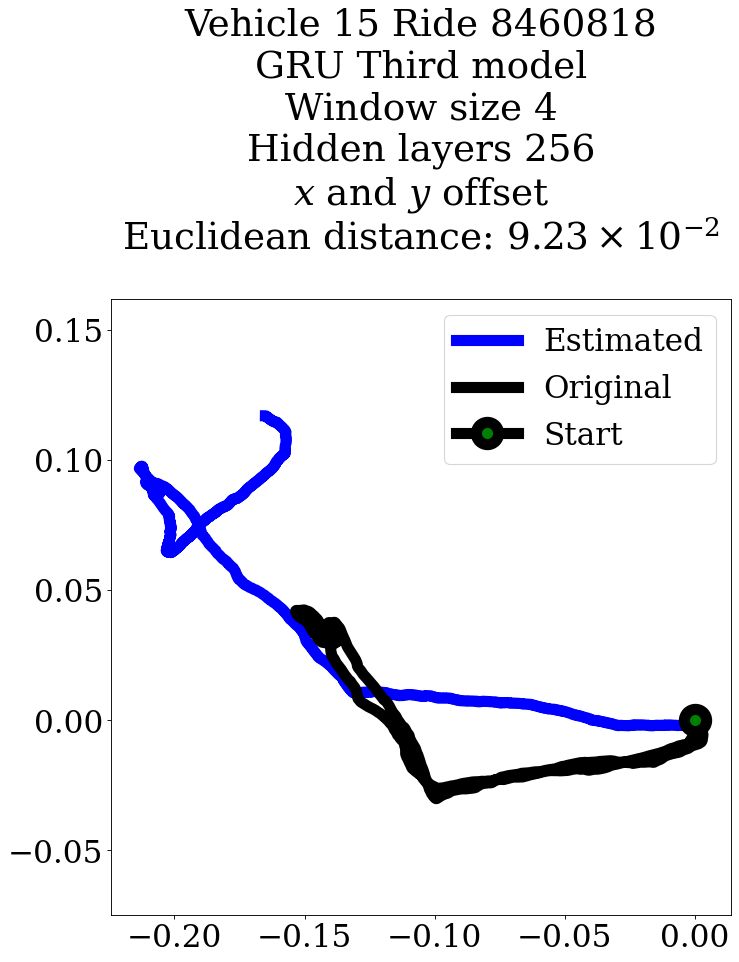 Vehicle 15 Ride 8460818
GRU Third model
Window size 4
Hidden layers 256
x and y offset
Euclidean distance: 9.23 × 10⁻²
Estimated
Original
Start
0.15
0.10
0.05
0.00
−0.05
−0.20 −0.15 −0.10 −0.05 0.00